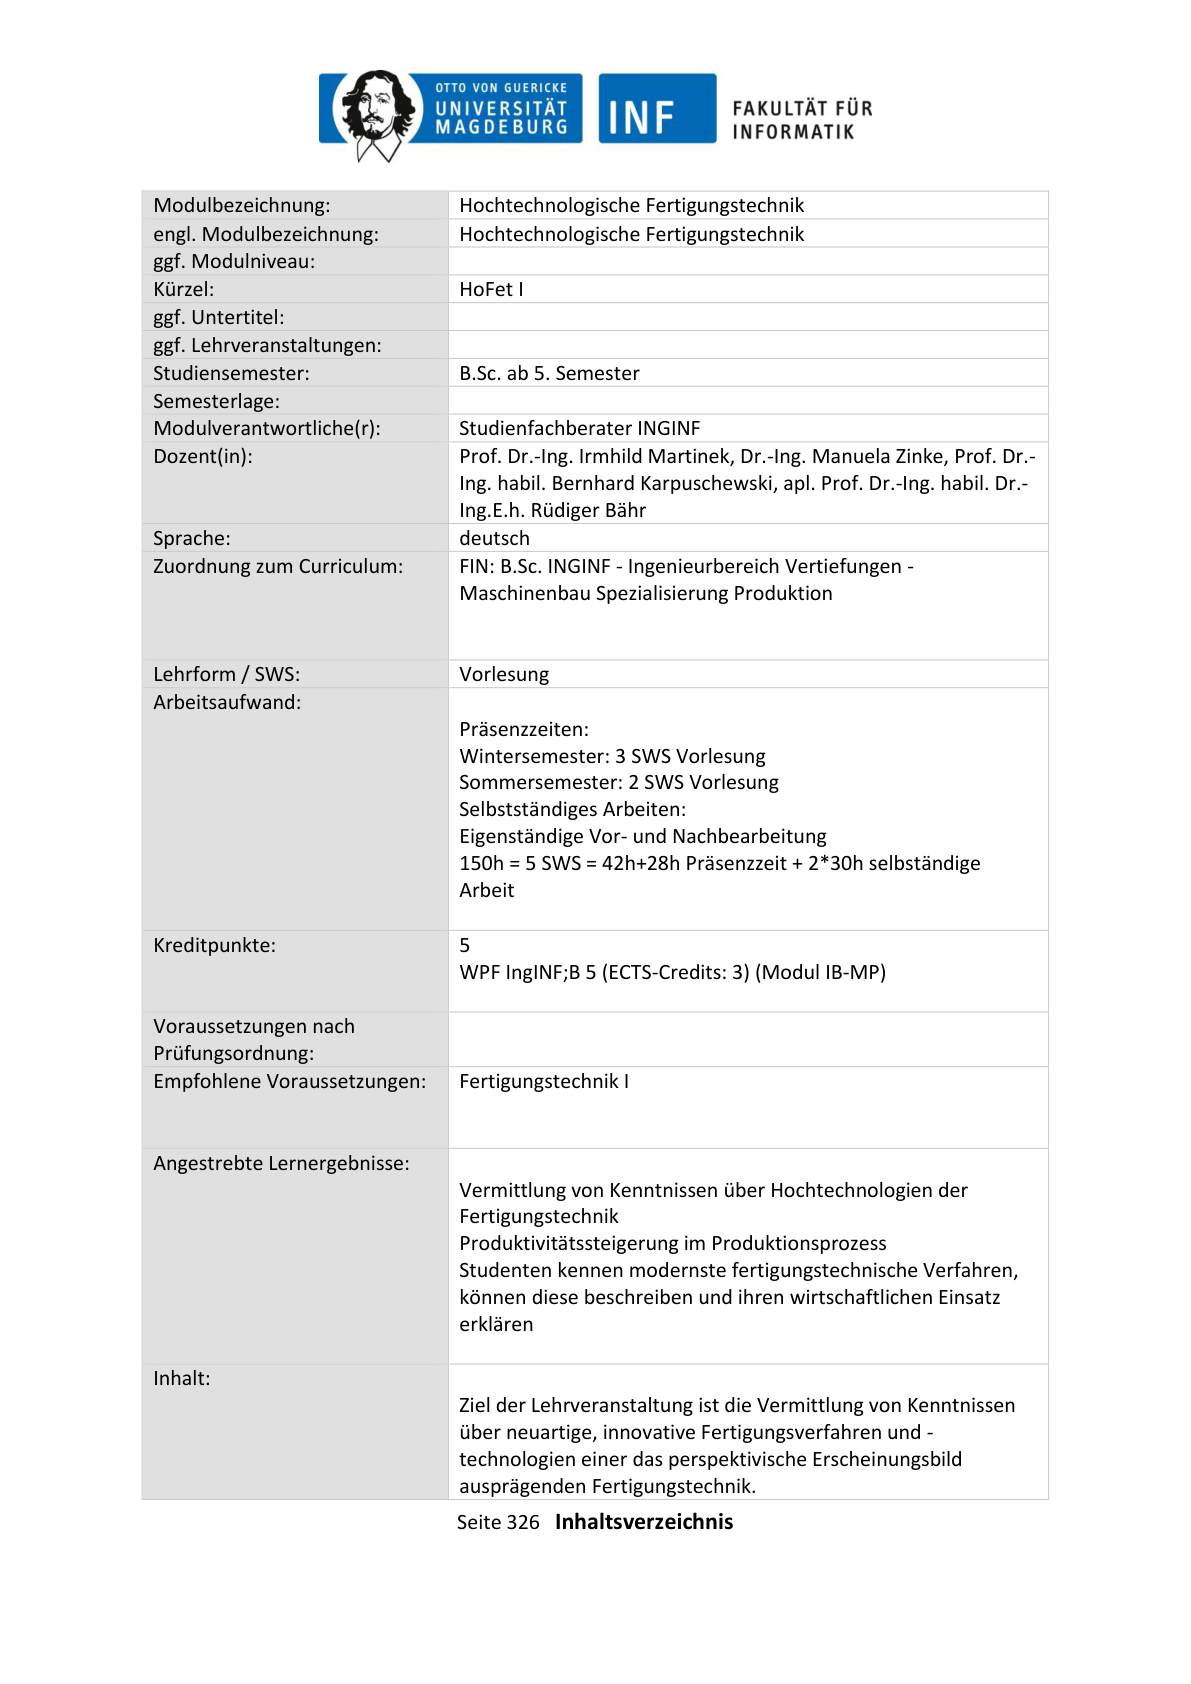 OTTO VON GUERICKE
UNIVERSITÄT
MAGDEBURG
INF
FAKULTÄT FÜR
INFORMATIK
Modulbezeichnung: Hochtechnologische Fertigungstechnik
engl. Modulbezeichnung: Hochtechnologische Fertigungstechnik
ggf. Modulniveau:
Kürzel: HoFet I
ggf. Untertitel:
ggf. Lehrveranstaltungen:
Studiensemester: B.Sc. ab 5. Semester
Semesterlage:
Modulverantwortliche(r): Studienfachberater INGINF
Dozent(in): Prof. Dr.-Ing. Irmhild Martinek, Dr.-Ing. Manuela Zinke, Prof. Dr.-
Ing. habil. Bernhard Karpuschewski, apl. Prof. Dr.-Ing. habil. Dr.-
Ing.E.h. Rüdiger Bähr
Sprache: deutsch
Zuordnung zum Curriculum: FIN: B.Sc. INGINF - Ingenieurbereich Vertiefungen -
Maschinenbau Spezialisierung Produktion
Lehrform / SWS: Vorlesung
Arbeitsaufwand:
Präsenzzeiten:
Wintersemester: 3 SWS Vorlesung
Sommersemester: 2 SWS Vorlesung
Selbstständiges Arbeiten:
Eigenständige Vor- und Nachbearbeitung
150h = 5 SWS = 42h+28h Präsenzzeit + 2*30h selbständige
Arbeit
Kreditpunkte: 5
WPF IngINF;B 5 (ECTS-Credits: 3) (Modul IB-MP)
Voraussetzungen nach
Prüfungsordnung:
Empfohlene Voraussetzungen: Fertigungstechnik I
Angestrebte Lernergebnisse:
Vermittlung von Kenntnissen über Hochtechnologien der
Fertigungstechnik
Produktivitätssteigerung im Produktionsprozess
Studenten kennen modernste fertigungstechnische Verfahren,
können diese beschreiben und ihren wirtschaftlichen Einsatz
erklären
Inhalt:
Ziel der Lehrveranstaltung ist die Vermittlung von Kenntnissen
über neuartige, innovative Fertigungsverfahren und -
technologien einer das perspektivische Erscheinungsbild
ausprägenden Fertigungstechnik.
Seite 326 Inhaltsverzeichnis